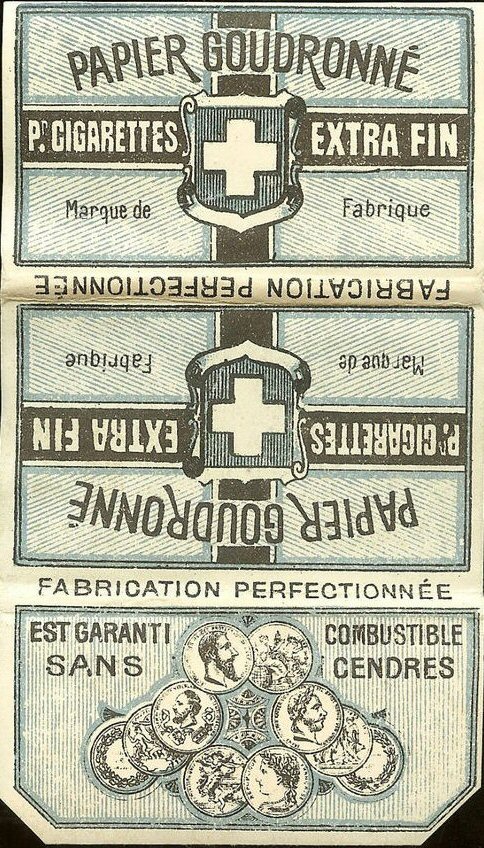 PAPIER GOUDRONNÉ
Pr. CIGARETTES EXTRA FIN
Marque de Fabrique
FABRICATION PERFECTIONNÉE
PAPIER GOUDRONNÉ
Pr. CIGARETTES EXTRA FIN
Marque de Fabrique
FABRICATION PERFECTIONNÉE
EST GARANTI COMBUSTIBLE
SANS CENDRES